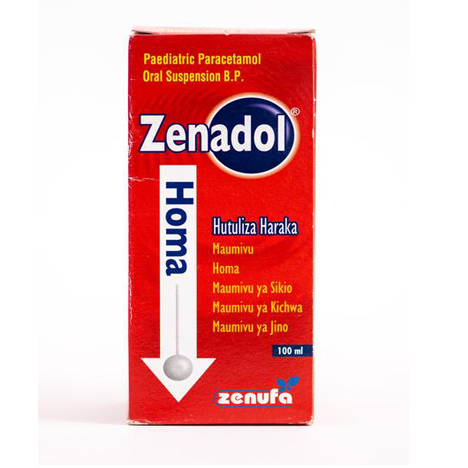 Paediatric Paracetamol
Oral Suspension B.P.
Zenadol®
Homa
Hutuliza Haraka
Maumivu
Homa
Maumivu ya Sikio
Maumivu ya Kichwa
Maumivu ya Jino
100 ml
zenufa